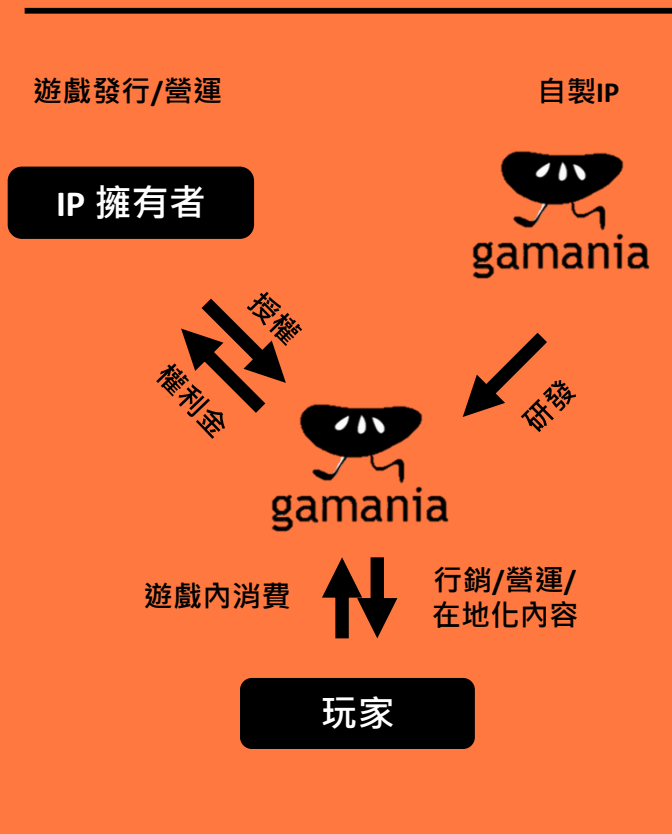 遊戲發行/營運
自製IP
IP 擁有者
gamania
授權
權利金
研發
gamania
遊戲內消費
行銷/營運/
在地化內容
玩家